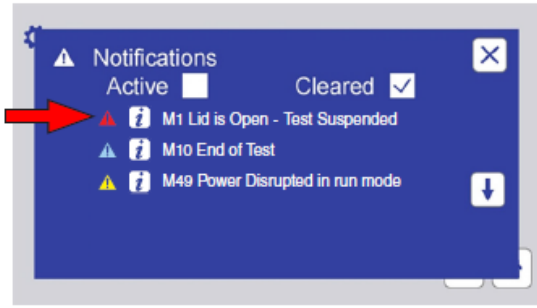 Notifications
Active Cleared
M1 Lid is Open - Test Suspended
M10 End of Test
M49 Power Disrupted in run mode